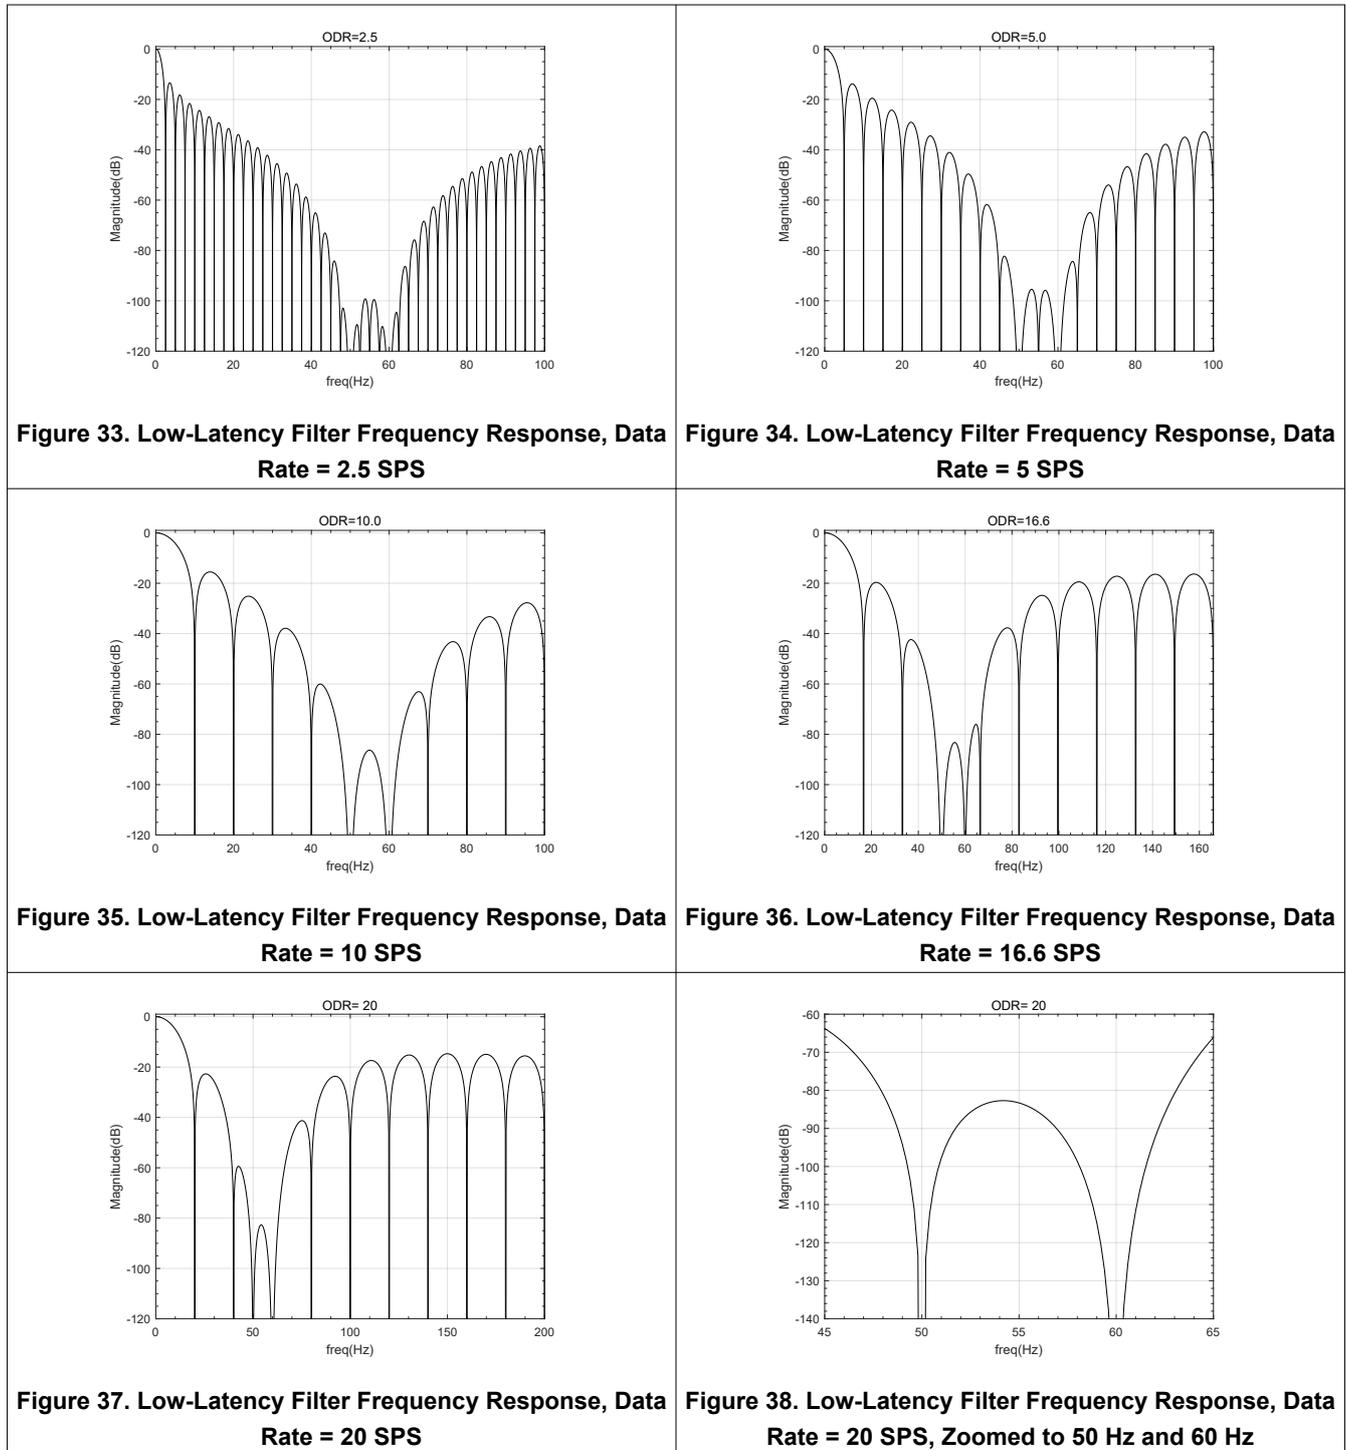 ODR=2.5
0
-20
-40
-60
-80
-100
-120
Magnitude(dB)
0 20 40 60 80 100
freq(Hz)
Figure 33. Low-Latency Filter Frequency Response, Data
Rate = 2.5 SPS
ODR=5.0
0
-20
-40
-60
-80
-100
-120
Magnitude(dB)
0 20 40 60 80 100
freq(Hz)
Figure 34. Low-Latency Filter Frequency Response, Data
Rate = 5 SPS
ODR=10.0
0
-20
-40
-60
-80
-100
-120
Magnitude(dB)
0 20 40 60 80 100
freq(Hz)
Figure 35. Low-Latency Filter Frequency Response, Data
Rate = 10 SPS
ODR=16.6
0
-20
-40
-60
-80
-100
-120
Magnitude(dB)
0 20 40 60 80 100 120 140 160
freq(Hz)
Figure 36. Low-Latency Filter Frequency Response, Data
Rate = 16.6 SPS
ODR= 20
0
-20
-40
-60
-80
-100
-120
Magnitude(dB)
0 50 100 150 200
freq(Hz)
Figure 37. Low-Latency Filter Frequency Response, Data
Rate = 20 SPS
ODR= 20
-60
-70
-80
-90
-100
-110
-120
-130
-140
Magnitude(dB)
45 50 55 60 65
freq(Hz)
Figure 38. Low-Latency Filter Frequency Response, Data
Rate = 20 SPS, Zoomed to 50 Hz and 60 Hz